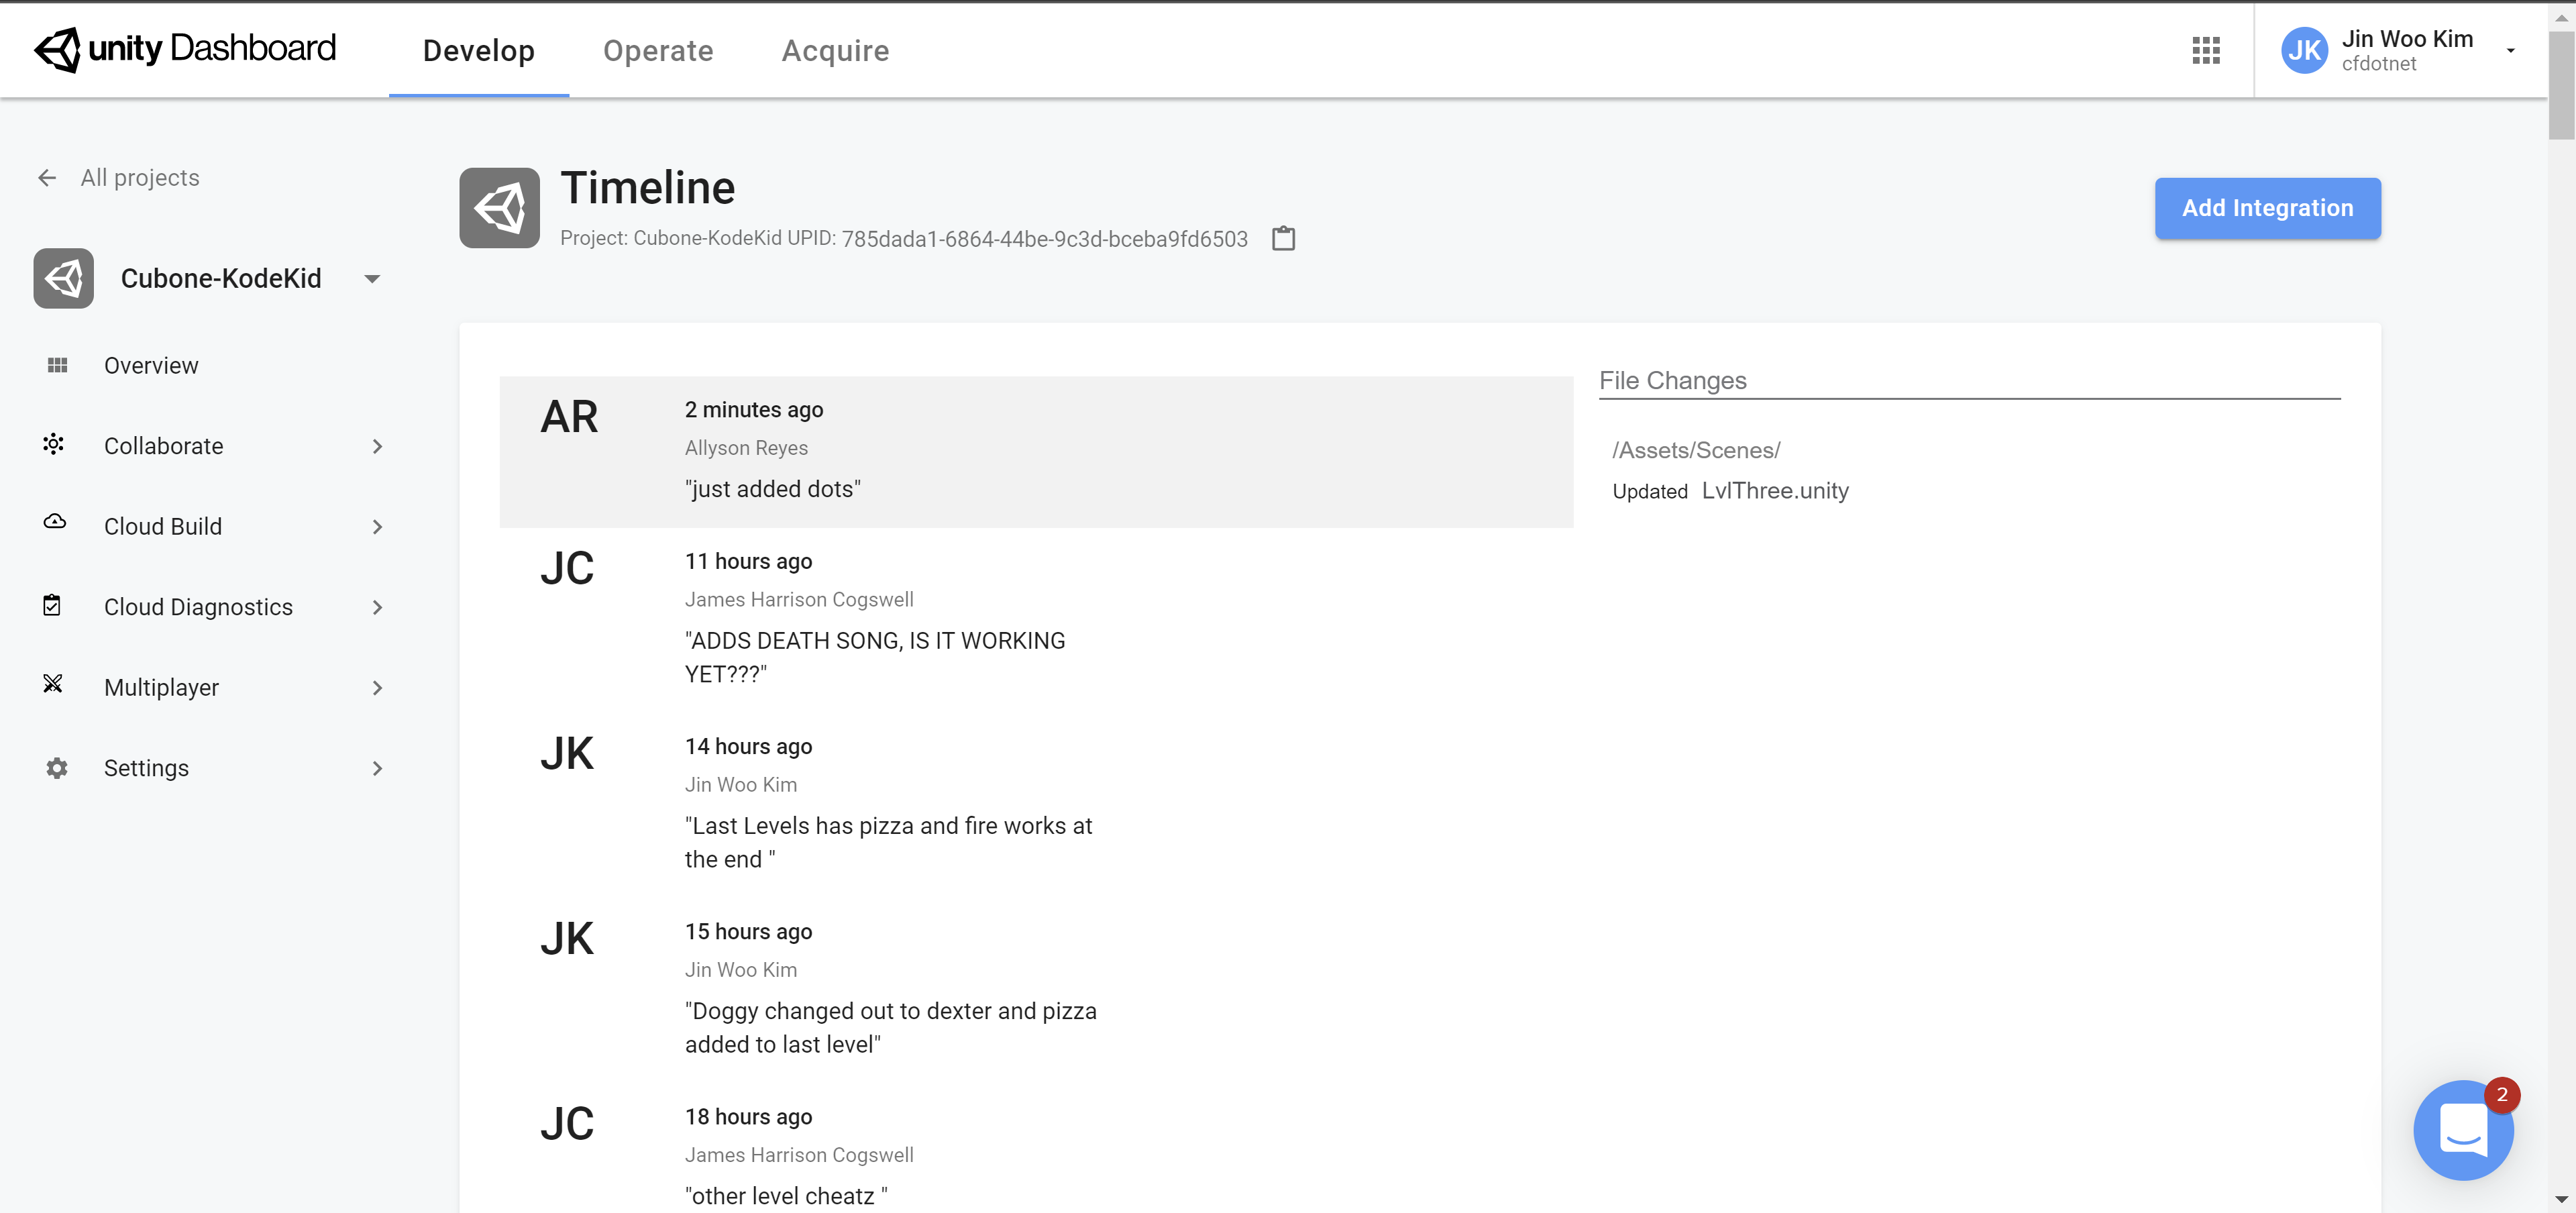 unity Dashboard
Develop
Operate
Acquire
JK
Jin Woo Kim
cfdotnet
All projects
Cubone-KodeKid
Overview
Collaborate
Cloud Build
Cloud Diagnostics
Multiplayer
Settings
Timeline
Project: Cubone-KodeKid UPID: 785dada1-6864-44be-9c3d-bceba9fd6503
Add Integration
AR
2 minutes ago
Allyson Reyes
"just added dots"
JC
11 hours ago
James Harrison Cogswell
"ADDS DEATH SONG, IS IT WORKING
YET???"
JK
14 hours ago
Jin Woo Kim
"Last Levels has pizza and fire works at
the end "
JK
15 hours ago
Jin Woo Kim
"Doggy changed out to dexter and pizza
added to last level"
JC
18 hours ago
James Harrison Cogswell
"other level cheatz "
File Changes
/Assets/Scenes/
Updated LvlThree.unity
2